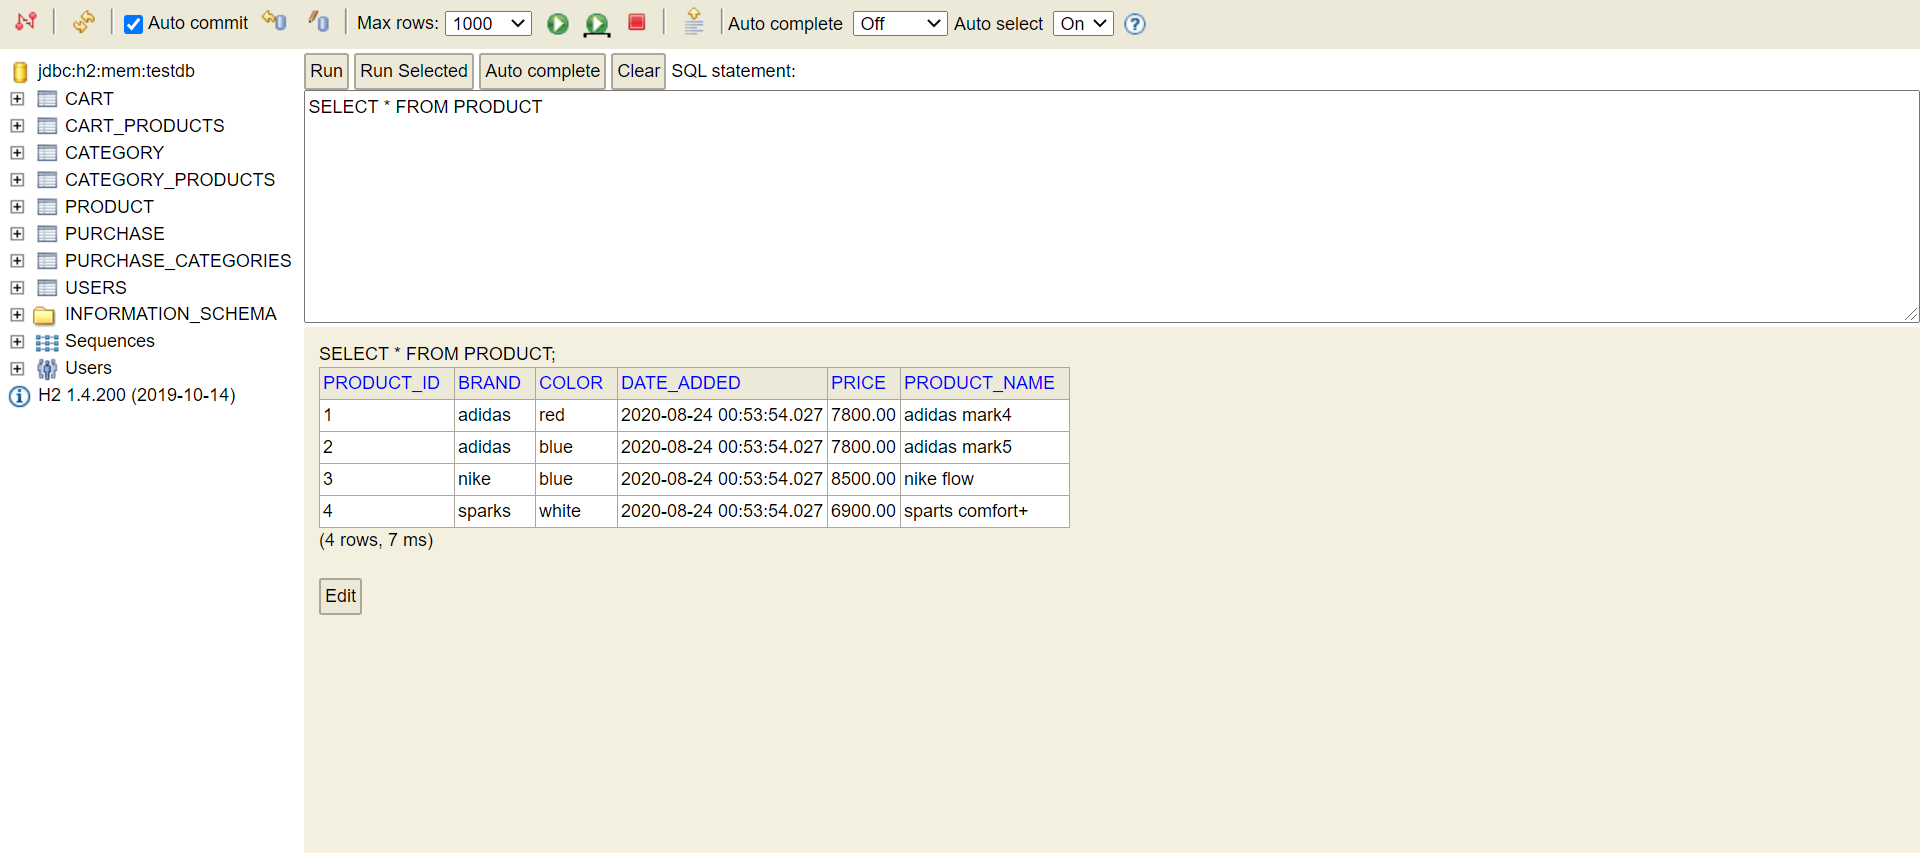 Auto commit Max rows: 1000 Auto complete Off Auto select On ?
jdbc:h2:mem:testdb
CART
CART_PRODUCTS
CATEGORY
CATEGORY_PRODUCTS
PRODUCT
PURCHASE
PURCHASE_CATEGORIES
USERS
INFORMATION_SCHEMA
Sequences
Users
H2 1.4.200 (2019-10-14)
Run Run Selected Auto complete Clear SQL statement:
SELECT * FROM PRODUCT
SELECT * FROM PRODUCT;
PRODUCT_ID BRAND COLOR DATE_ADDED PRICE PRODUCT_NAME
1 adidas red 2020-08-24 00:53:54.027 7800.00 adidas mark4
2 adidas blue 2020-08-24 00:53:54.027 7800.00 adidas mark5
3 nike blue 2020-08-24 00:53:54.027 8500.00 nike flow
4 sparks white 2020-08-24 00:53:54.027 6900.00 sparts comfort+
(4 rows, 7 ms)
Edit